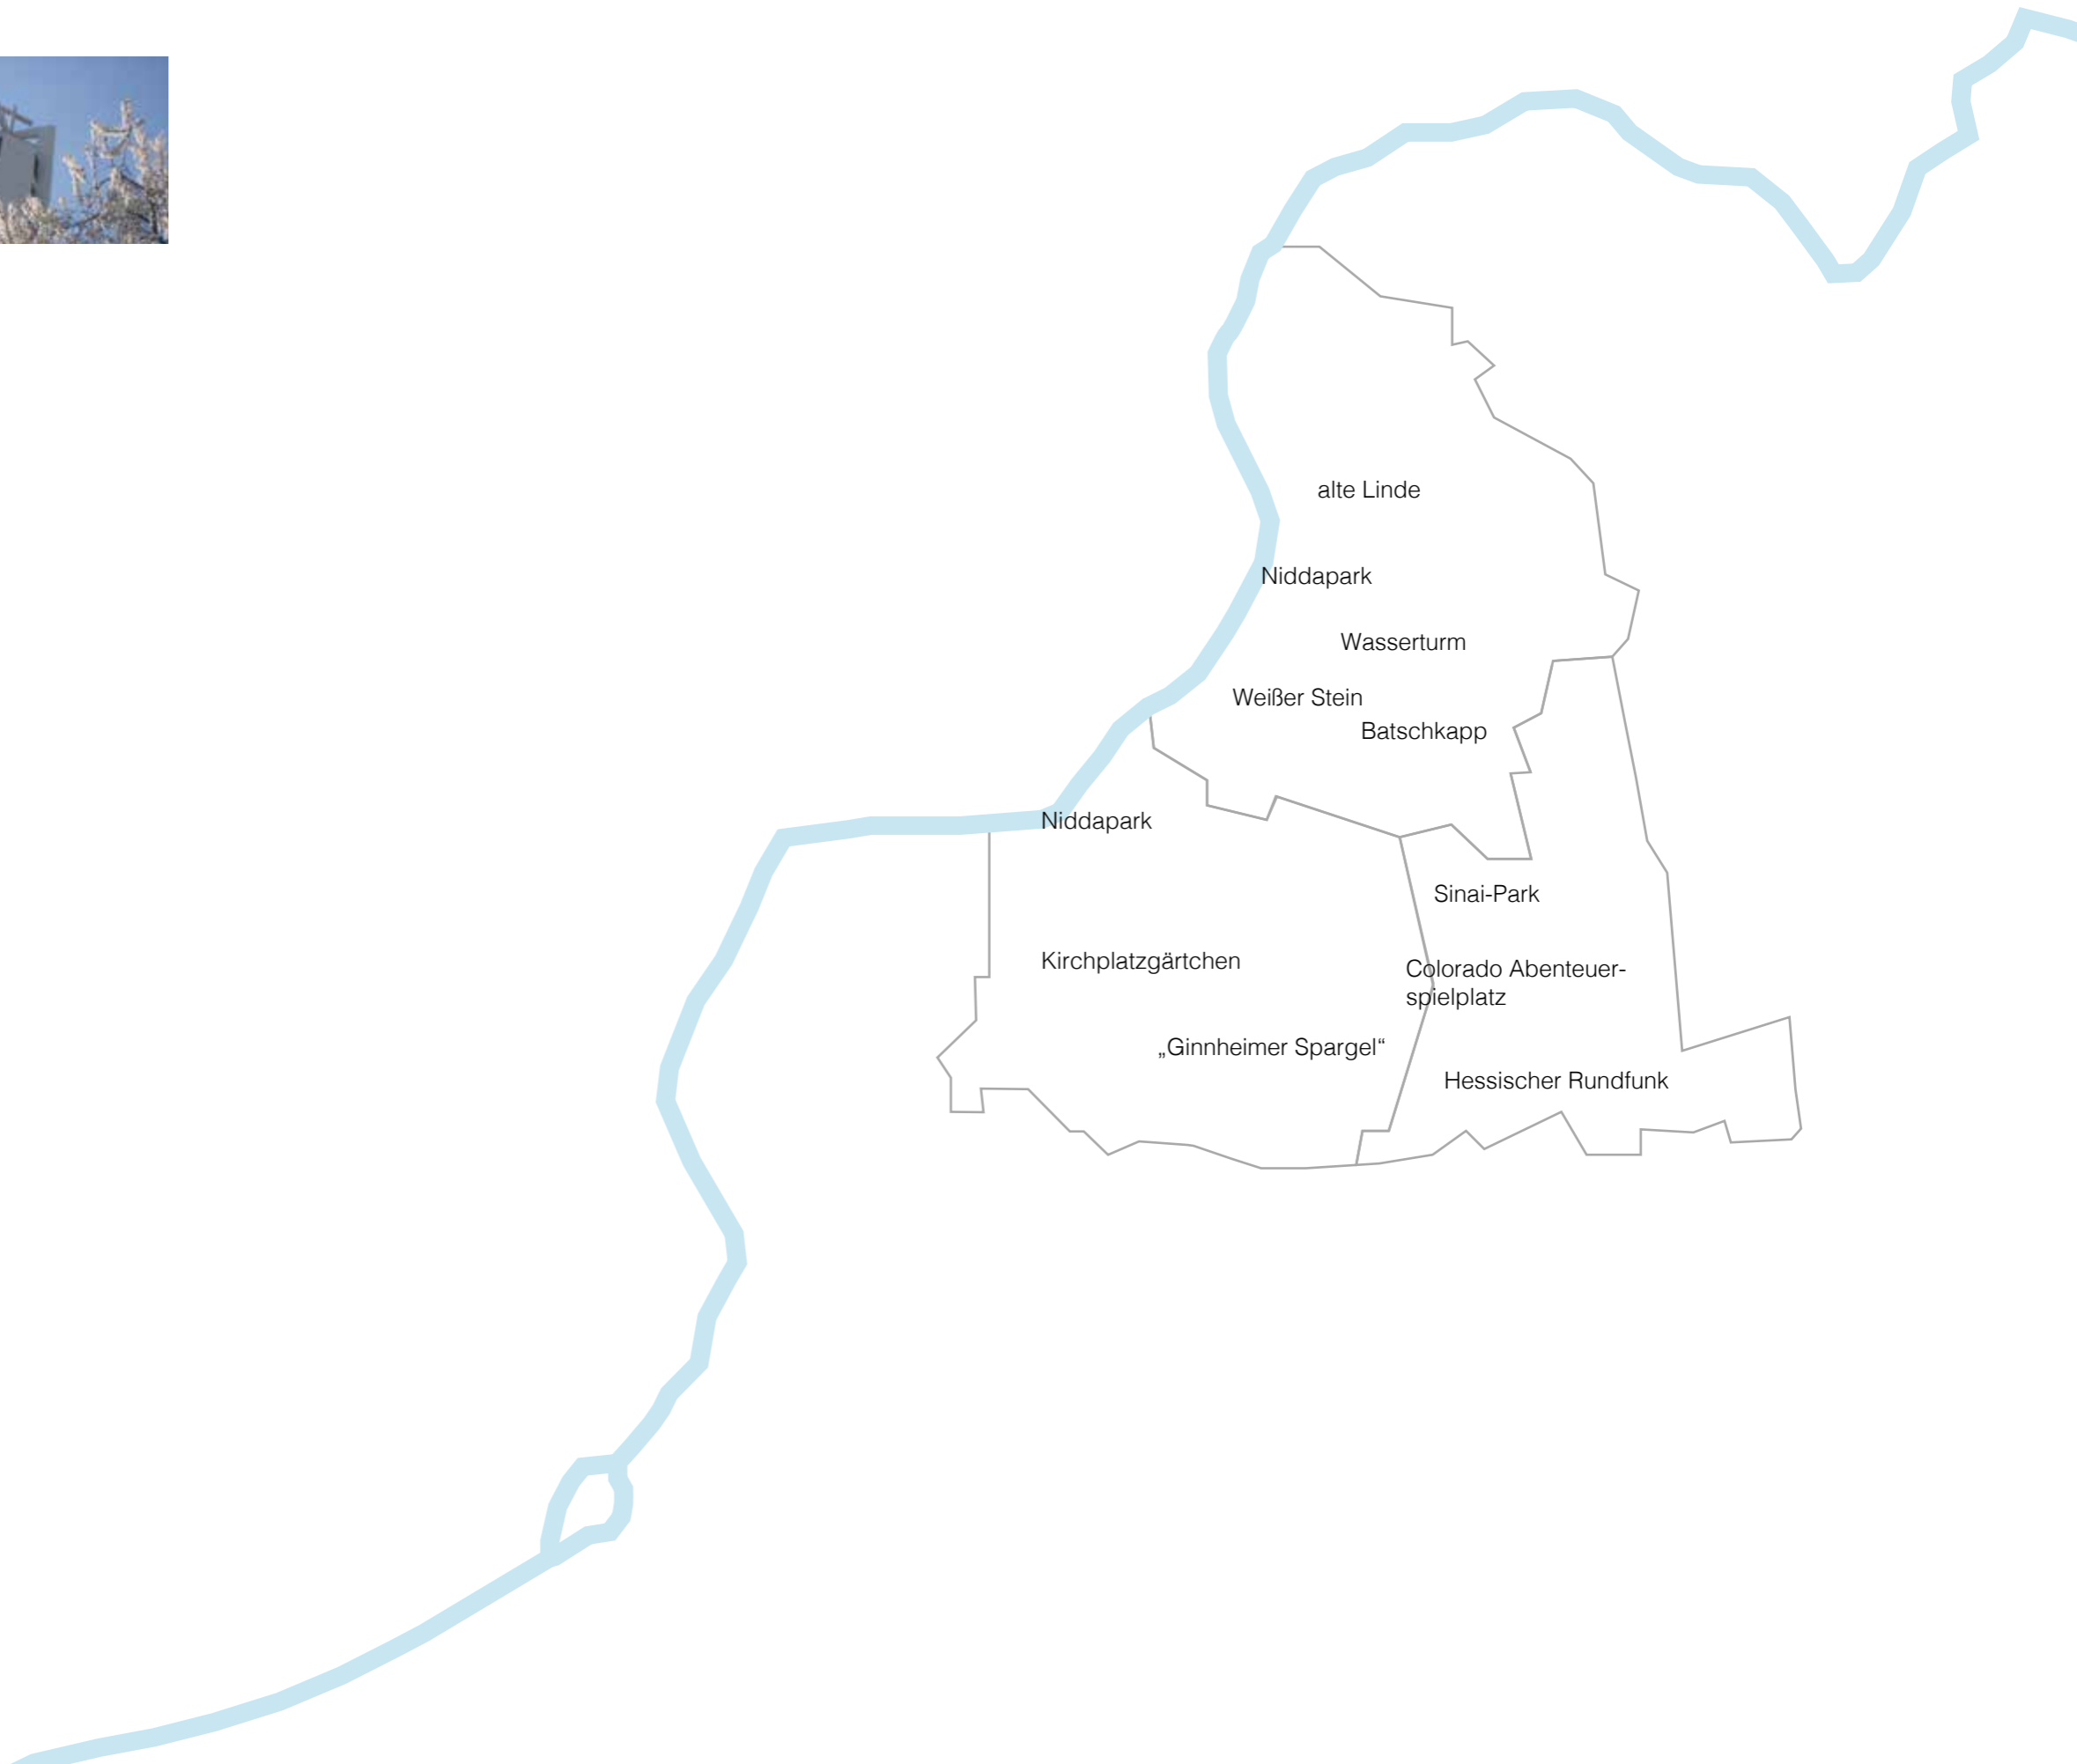 alte Linde
Niddapark
Wasserturm
Weißer Stein
Batschkapp
Niddapark
Sinai-Park
Kirchplatzgärtchen
Colorado Abenteuer-
spielplatz
„Ginnheimer Spargel“
Hessischer Rundfunk